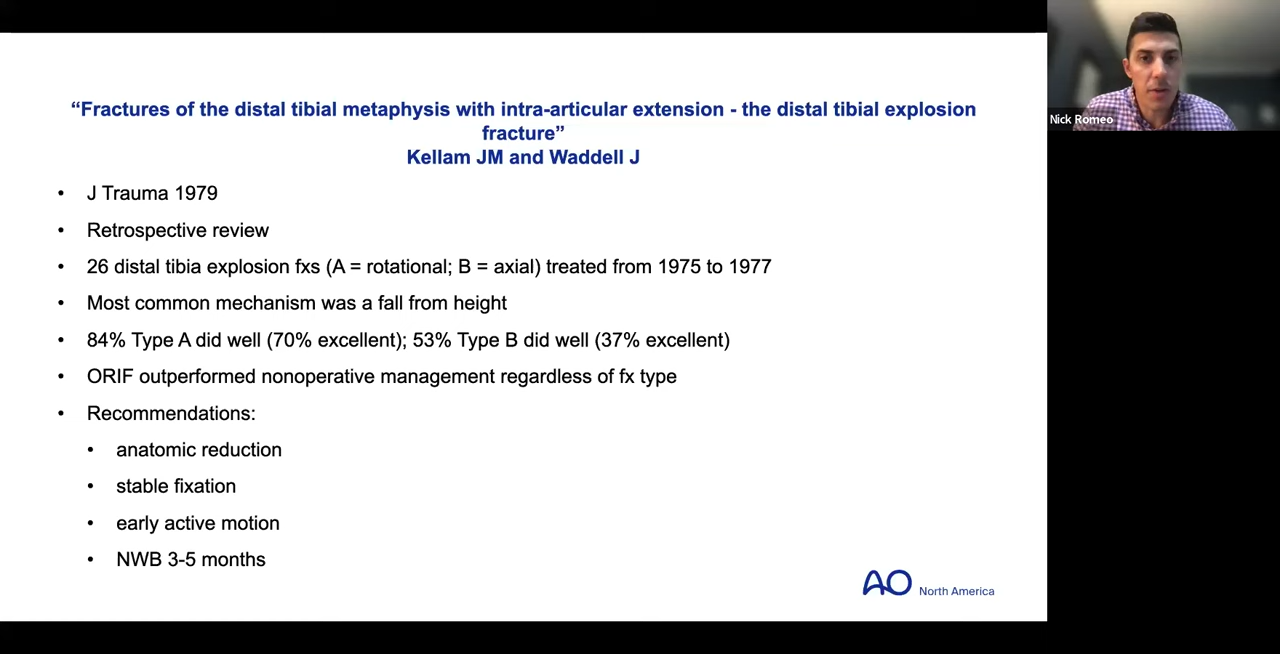 “Fractures of the distal tibial metaphysis with intra-articular extension - the distal tibial explosion
fracture”
Kellam JM and Waddell J
• J Trauma 1979
• Retrospective review
• 26 distal tibia explosion fxs (A = rotational; B = axial) treated from 1975 to 1977
• Most common mechanism was a fall from height
• 84% Type A did well (70% excellent); 53% Type B did well (37% excellent)
• ORIF outperformed nonoperative management regardless of fx type
• Recommendations:
• anatomic reduction
• stable fixation
• early active motion
• NWB 3-5 months
AO North America
Nick Romeo